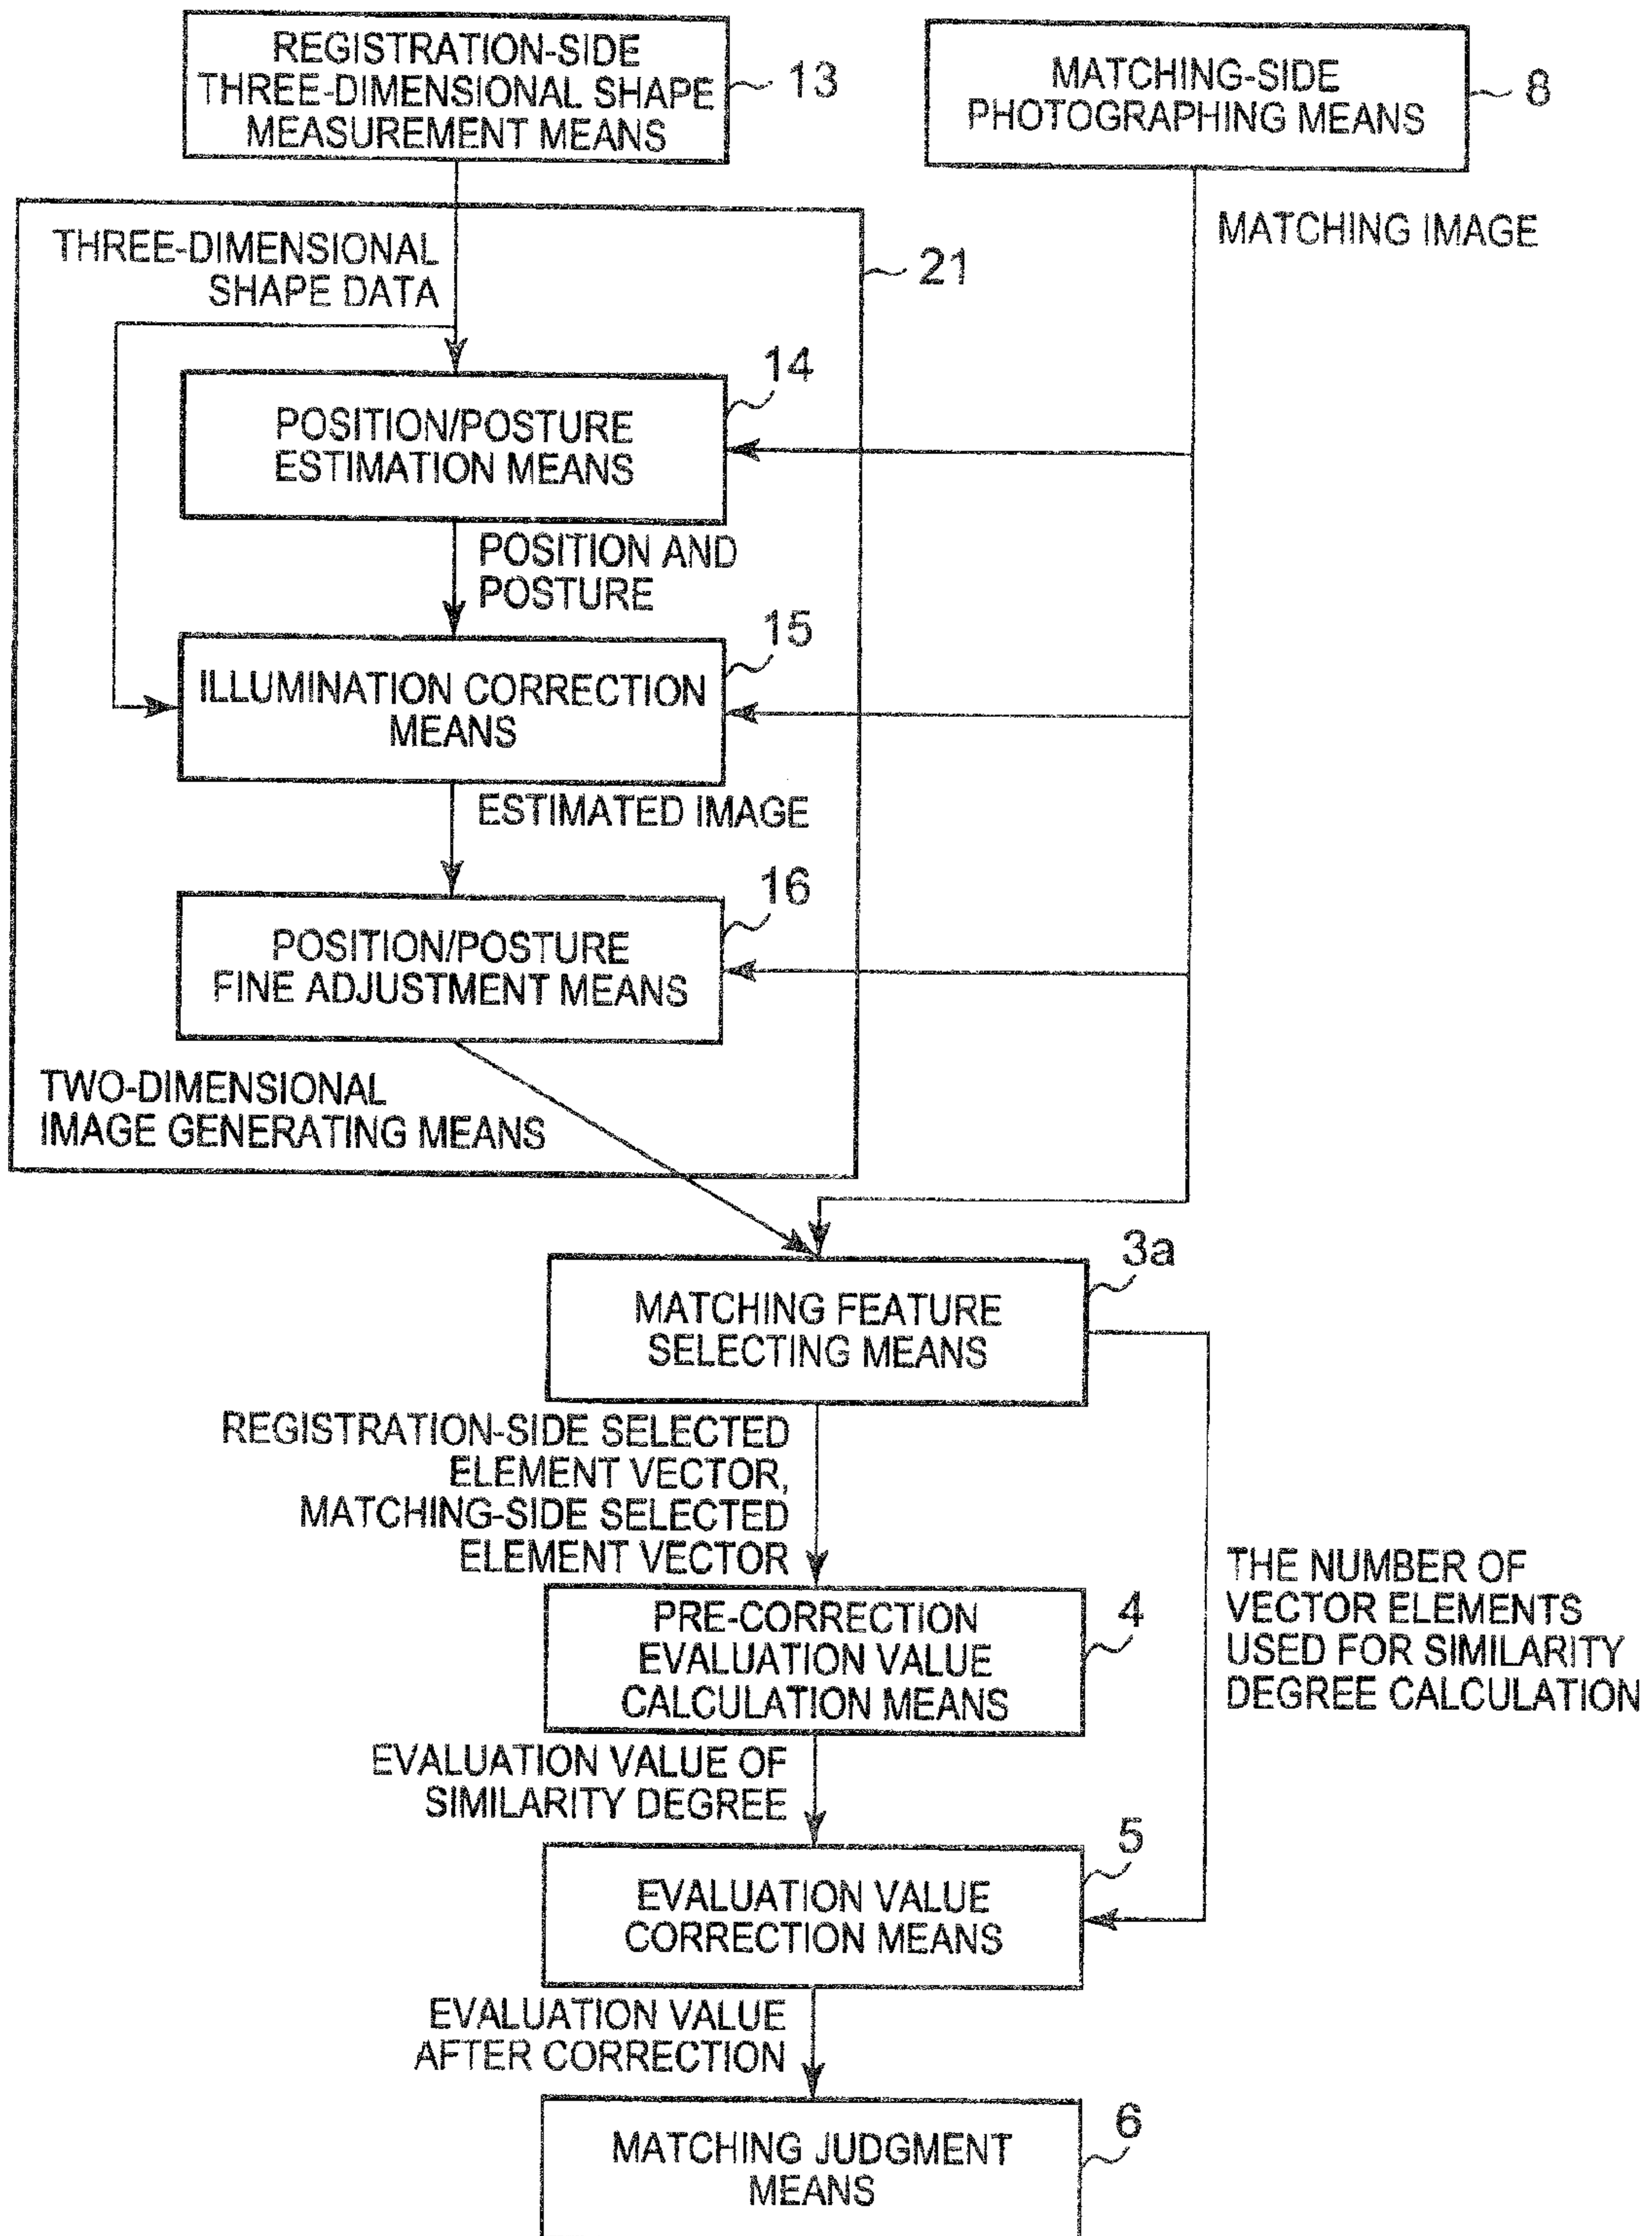 REGISTRATION-SIDE
THREE-DIMENSIONAL SHAPE
MEASUREMENT MEANS
13
MATCHING-SIDE
PHOTOGRAPHING MEANS
8
MATCHING IMAGE
THREE-DIMENSIONAL
SHAPE DATA
21
14
POSITION/POSTURE
ESTIMATION MEANS
POSITION AND
POSTURE
15
ILLUMINATION CORRECTION
MEANS
ESTIMATED IMAGE
16
POSITION/POSTURE
FINE ADJUSTMENT MEANS
TWO-DIMENSIONAL
IMAGE GENERATING MEANS
3a
MATCHING FEATURE
SELECTING MEANS
REGISTRATION-SIDE SELECTED
ELEMENT VECTOR,
MATCHING-SIDE SELECTED
ELEMENT VECTOR
THE NUMBER OF
VECTOR ELEMENTS
USED FOR SIMILARITY
DEGREE CALCULATION
4
PRE-CORRECTION
EVALUATION VALUE
CALCULATION MEANS
EVALUATION VALUE OF
SIMILARITY DEGREE
5
EVALUATION VALUE
CORRECTION MEANS
EVALUATION VALUE
AFTER CORRECTION
6
MATCHING JUDGMENT
MEANS